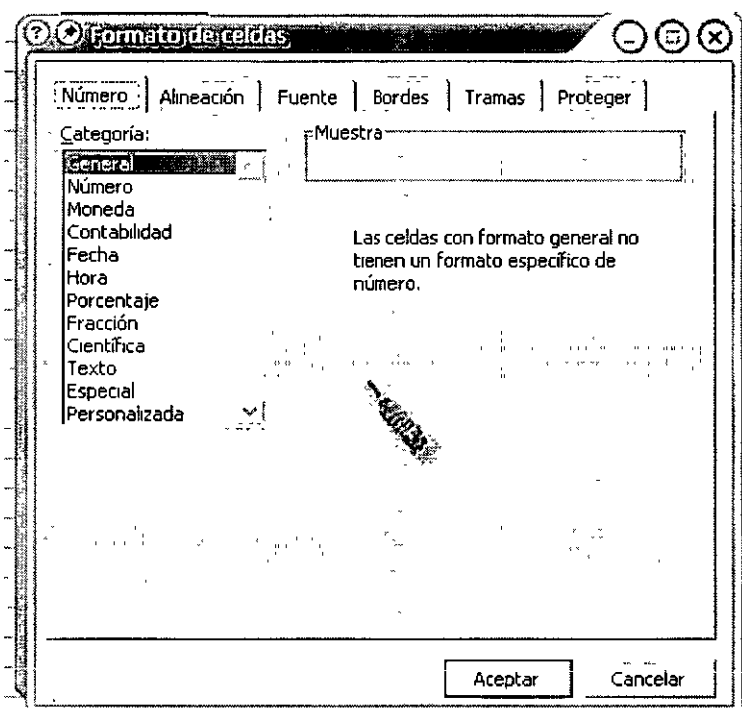 Formato de celdas
Número Alineación Fuente Bordes Tramas Proteger
Categoría:
General
Número
Moneda
Contabilidad
Fecha
Hora
Porcentaje
Fracción
Científica
Texto
Especial
Personalizada
Muestra
Las celdas con formato general no
tienen un formato específico de
número.
Aceptar Cancelar